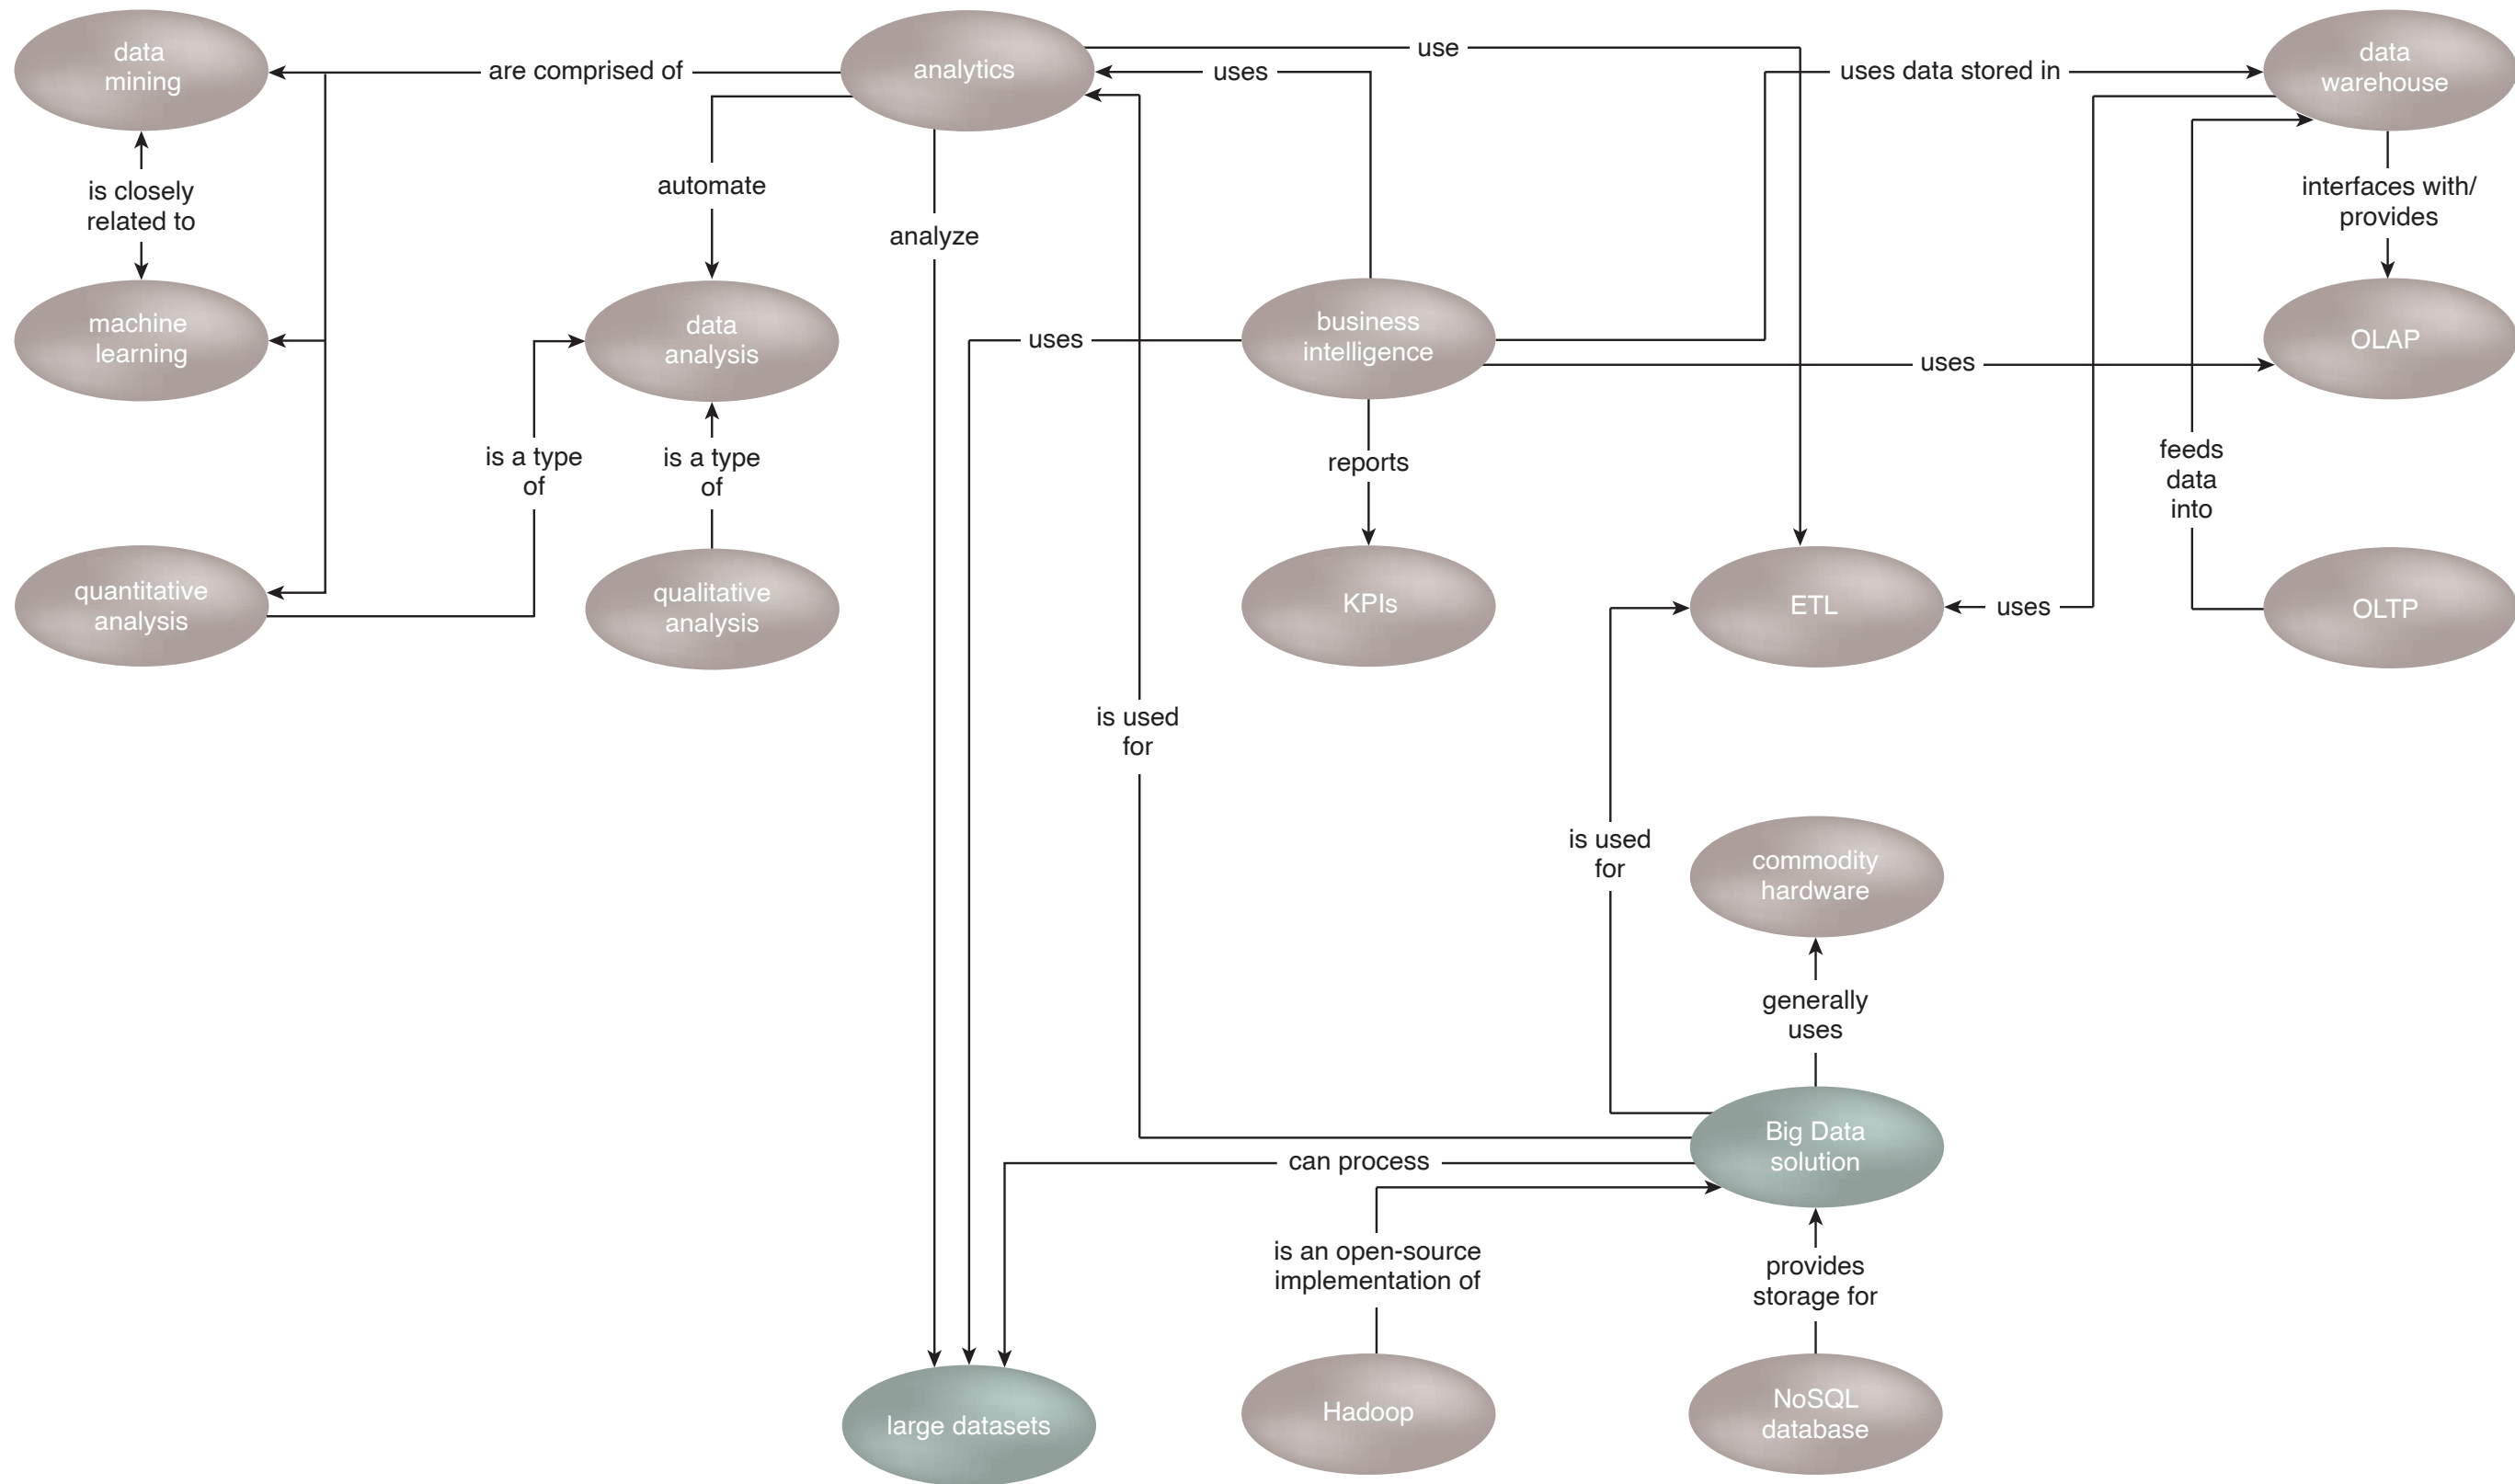 data
mining
are comprised of
analytics
use
uses
uses data stored in
data
warehouse
is closely
related to
automate
analyze
interfaces with/
provides
machine
learning
data
analysis
uses
business
intelligence
uses
OLAP
is a type
of
is a type
of
reports
feeds
data
into
quantitative
analysis
qualitative
analysis
KPIs
ETL
uses
OLTP
is used
for
is used
for
commodity
hardware
generally
uses
Big Data
solution
can process
is an open-source
implementation of
provides
storage for
large datasets
Hadoop
NoSQL
database